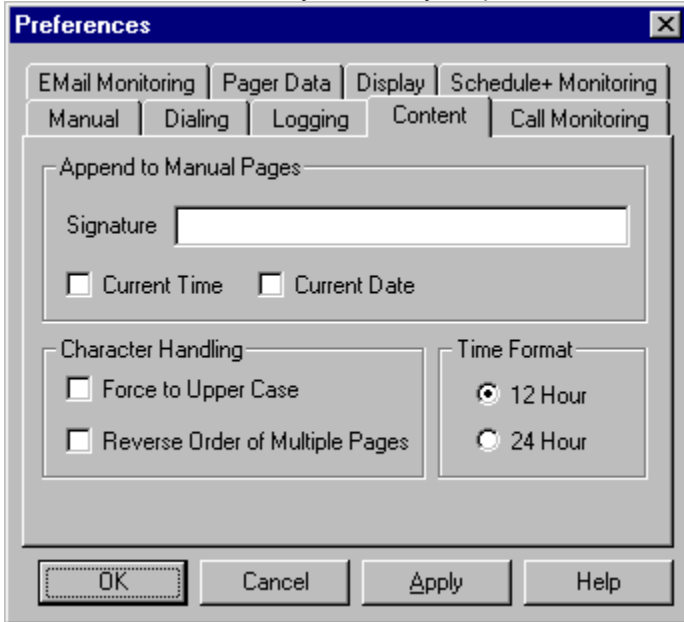 Preferences
EMail Monitoring Pager Data Display Schedule+ Monitoring
Manual Dialing Logging Content Call Monitoring
Append to Manual Pages
Signature
Current Time Current Date
Character Handling Time Format
Force to Upper Case 12 Hour
Reverse Order of Multiple Pages 24 Hour
OK Cancel Apply Help